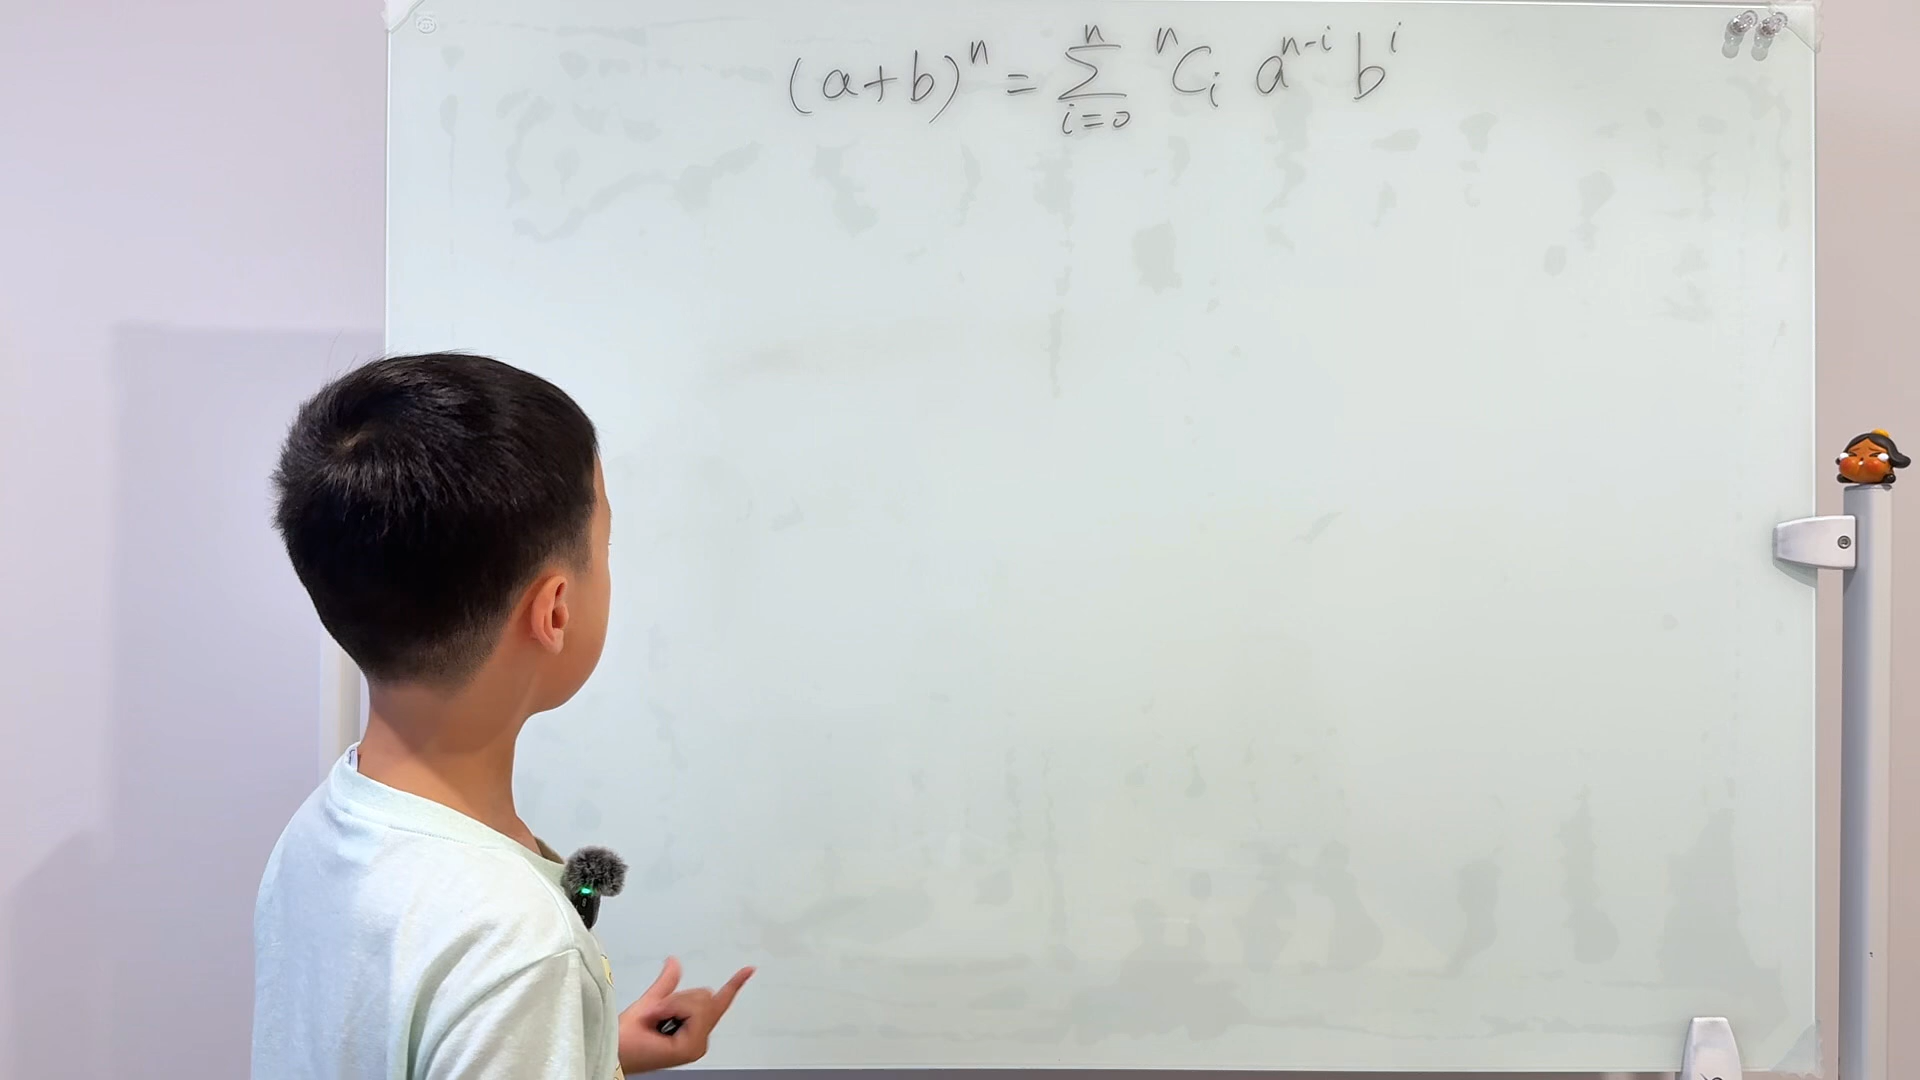 (a+b)^n = \sum_{i=0}^{n} {}^nC_i a^{n-i} b^i